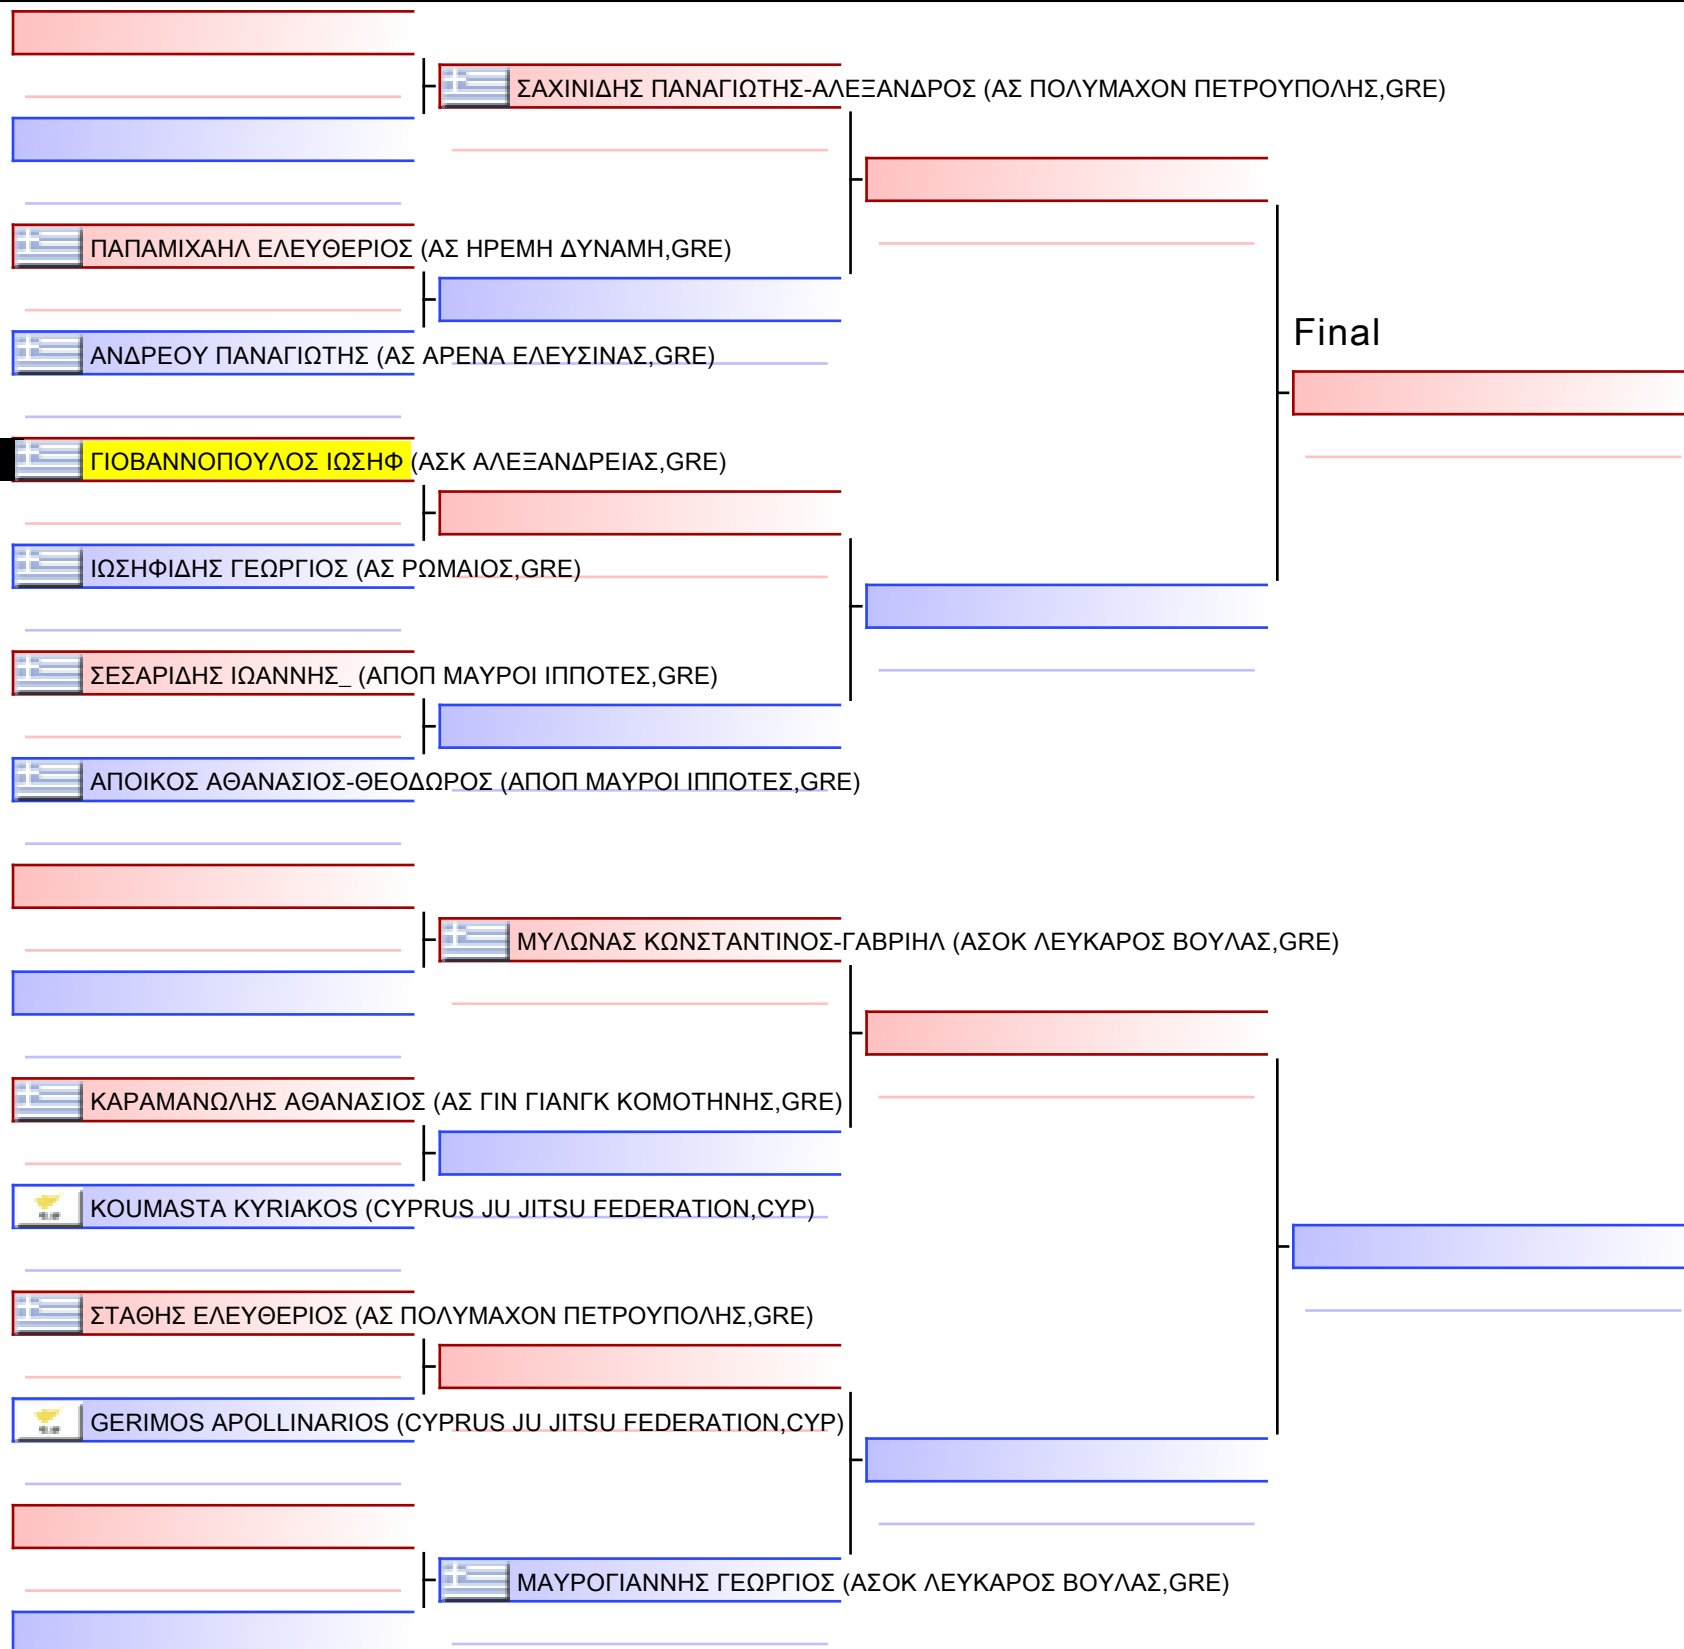 ΣΑΧΙΝΙΔΗΣ ΠΑΝΑΓΙΩΤΗΣ-ΑΛΕΞΑΝΔΡΟΣ (ΑΣ ΠΟΛΥΜΑΧΟΝ ΠΕΤΡΟΥΠΟΛΗΣ,GRE)
ΠΑΠΑΜΙΧΑΗΛ ΕΛΕΥΘΕΡΙΟΣ (ΑΣ ΗΡΕΜΗ ΔΥΝΑΜΗ,GRE)
Final
ΑΝΔΡΕΟΥ ΠΑΝΑΓΙΩΤΗΣ (ΑΣ ΑΡΕΝΑ ΕΛΕΥΣΙΝΑΣ,GRE)
ΓΙΟΒΑΝΝΟΠΟΥΛΟΣ ΙΩΣΗΦ (ΑΣΚ ΑΛΕΞΑΝΔΡΕΙΑΣ,GRE)
ΙΩΣΗΦΙΔΗΣ ΓΕΩΡΓΙΟΣ (ΑΣ ΡΩΜΑΙΟΣ,GRE)
ΣΕΣΑΡΙΔΗΣ ΙΩΑΝΝΗΣ_ (ΑΠΟΠ ΜΑΥΡΟΙ ΙΠΠΟΤΕΣ,GRE)
ΑΠΟΙΚΟΣ ΑΘΑΝΑΣΙΟΣ-ΘΕΟΔΩΡΟΣ (ΑΠΟΠ ΜΑΥΡΟΙ ΙΠΠΟΤΕΣ,GRE)
ΜΥΛΩΝΑΣ ΚΩΝΣΤΑΝΤΙΝΟΣ-ΓΑΒΡΙΗΛ (ΑΣΟΚ ΛΕΥΚΑΡΟΣ ΒΟΥΛΑΣ,GRE)
ΚΑΡΑΜΑΝΩΛΗΣ ΑΘΑΝΑΣΙΟΣ (ΑΣ ΓΙΝ ΓΙΑΝΓΚ ΚΟΜΟΤΗΝΗΣ,GRE)
KOUMASTA KYRIAKOS (CYPRUS JU JITSU FEDERATION,CYP)
ΣΤΑΘΗΣ ΕΛΕΥΘΕΡΙΟΣ (ΑΣ ΠΟΛΥΜΑΧΟΝ ΠΕΤΡΟΥΠΟΛΗΣ,GRE)
GERIMOS APOLLINARIOS (CYPRUS JU JITSU FEDERATION,CYP)
ΜΑΥΡΟΓΙΑΝΝΗΣ ΓΕΩΡΓΙΟΣ (ΑΣΟΚ ΛΕΥΚΑΡΟΣ ΒΟΥΛΑΣ,GRE)